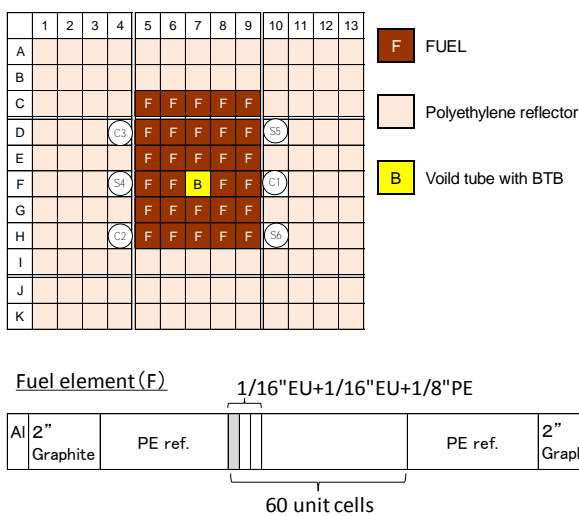 1 2 3 4 5 6 7 8 9 10 11 12 13
A
B
C F F F F F
D C3 F F F F F S5
E F F F F F
F S4 F F B F F C1
G F F F F F
H C2 F F F F F S6
I
J
K
F FUEL
Polyethylene reflector
B Voild tube with BTB
Fuel element(F)
1/16"EU+1/16"EU+1/8"PE
Al 2" Graphite PE ref. PE ref. 2" Graph
60 unit cells